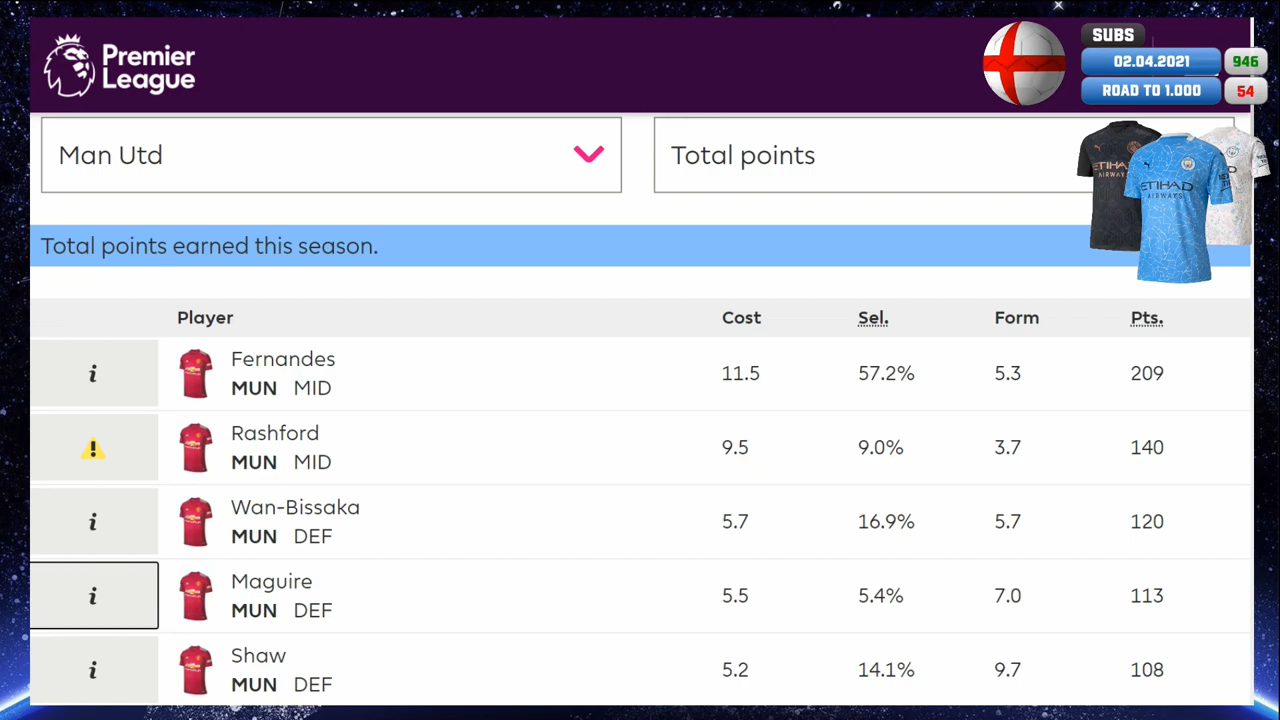 Premier
League
SUBS
02.04.2021 946
ROAD TO 1.000 54
Man Utd
Total points
ETIHAD
AIRWAYS
ETIHAD
AIRWAYS
Total points earned this season.
Player Cost Sel. Form Pts.
i Fernandes
MUN MID 11.5 57.2% 5.3 209
! Rashford
MUN MID 9.5 9.0% 3.7 140
i Wan-Bissaka
MUN DEF 5.7 16.9% 5.7 120
i Maguire
MUN DEF 5.5 5.4% 7.0 113
i Shaw
MUN DEF 5.2 14.1% 9.7 108